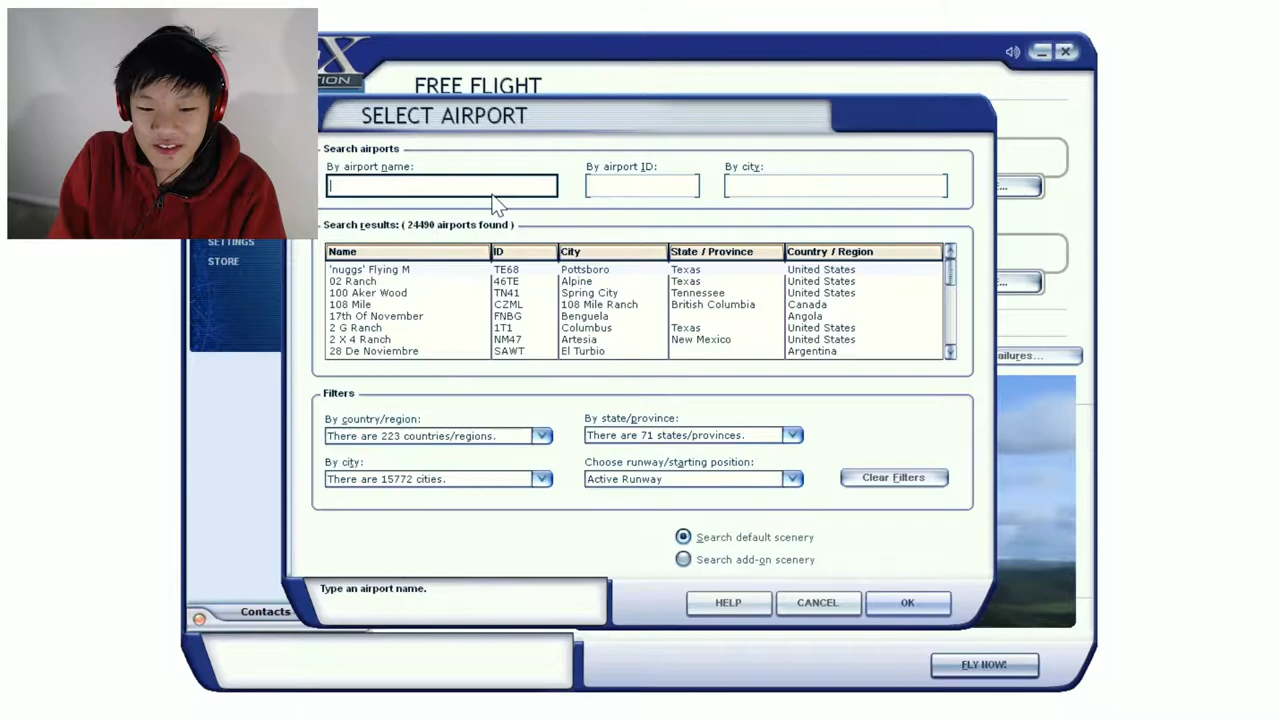 X
TION
FREE FLIGHT
SELECT AIRPORT
Search airports
By airport name: By airport ID: By city:
Search results: ( 24490 airports found )
Name ID City State / Province Country / Region
'nuggs' Flying M TE68 Pottsboro Texas United States
02 Ranch 46TE Alpine Texas United States
100 Aker Wood TN41 Spring City Tennessee United States
108 Mile CZML 108 Mile Ranch British Columbia Canada
17th Of November FNBG Benguela Angola
2 G Ranch 1T1 Columbus Texas United States
2 X 4 Ranch NM47 Artesia New Mexico United States
28 De Noviembre SAWT El Turbio Argentina
SETTINGS
STORE
E...
E...
ailures...
Filters
By country/region: By state/province:
There are 223 countries/regions. There are 71 states/provinces.
By city: Choose runway/starting position:
There are 15772 cities. Active Runway Clear Filters
Search default scenery
Search add-on scenery
Type an airport name.
HELP CANCEL OK
Contacts
FLY NOW!